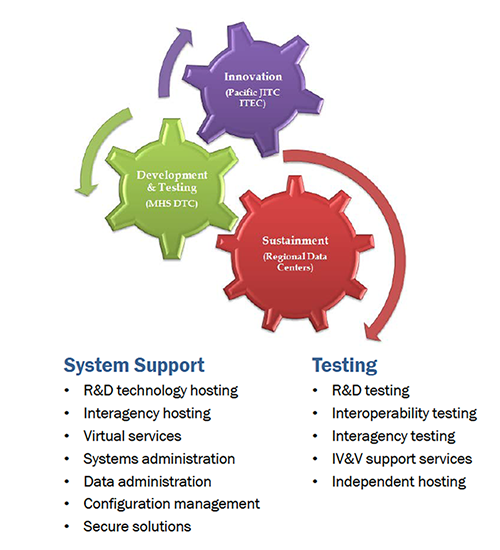 Innovation
(Pacific JITC
ITEC)
Development
& Testing
(MHS DTC)
Sustainment
(Regional Data
Centers)
System Support
• R&D technology hosting
• Interagency hosting
• Virtual services
• Systems administration
• Data administration
• Configuration management
• Secure solutions
Testing
• R&D testing
• Interoperability testing
• Interagency testing
• IV&V support services
• Independent hosting